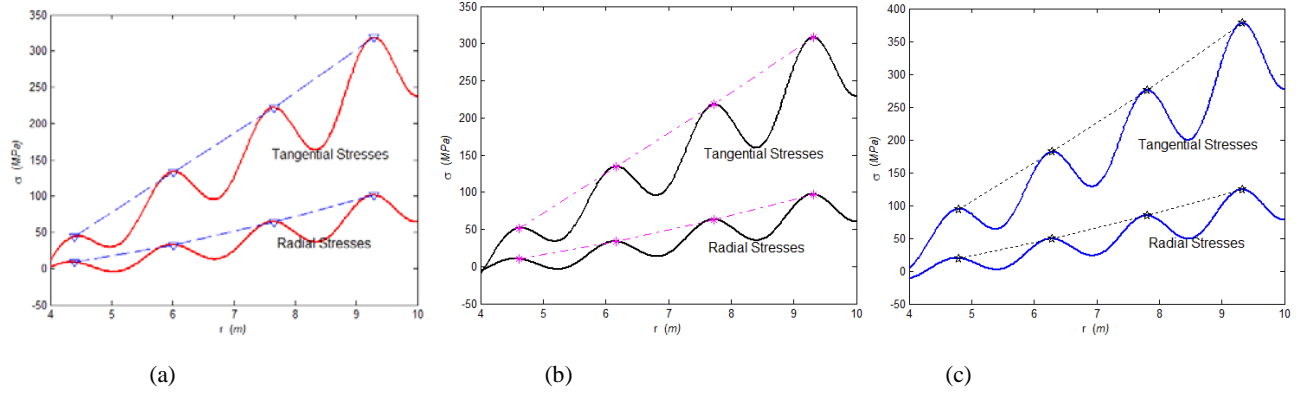 350
300
250
200
150
100
50
0
-50
σ (MPa)
Tangential Stresses
Radial Stresses
4 5 6 7 8 9 10
r (m)
(a)
350
300
250
200
150
100
50
0
-50
σ (MPa)
Tangential Stresses
Radial Stresses
4 5 6 7 8 9 10
r (m)
(b)
400
350
300
250
200
150
100
50
0
-50
σ (MPa)
Tangential Stresses
Radial Stresses
4 5 6 7 8 9 10
r (m)
(c)